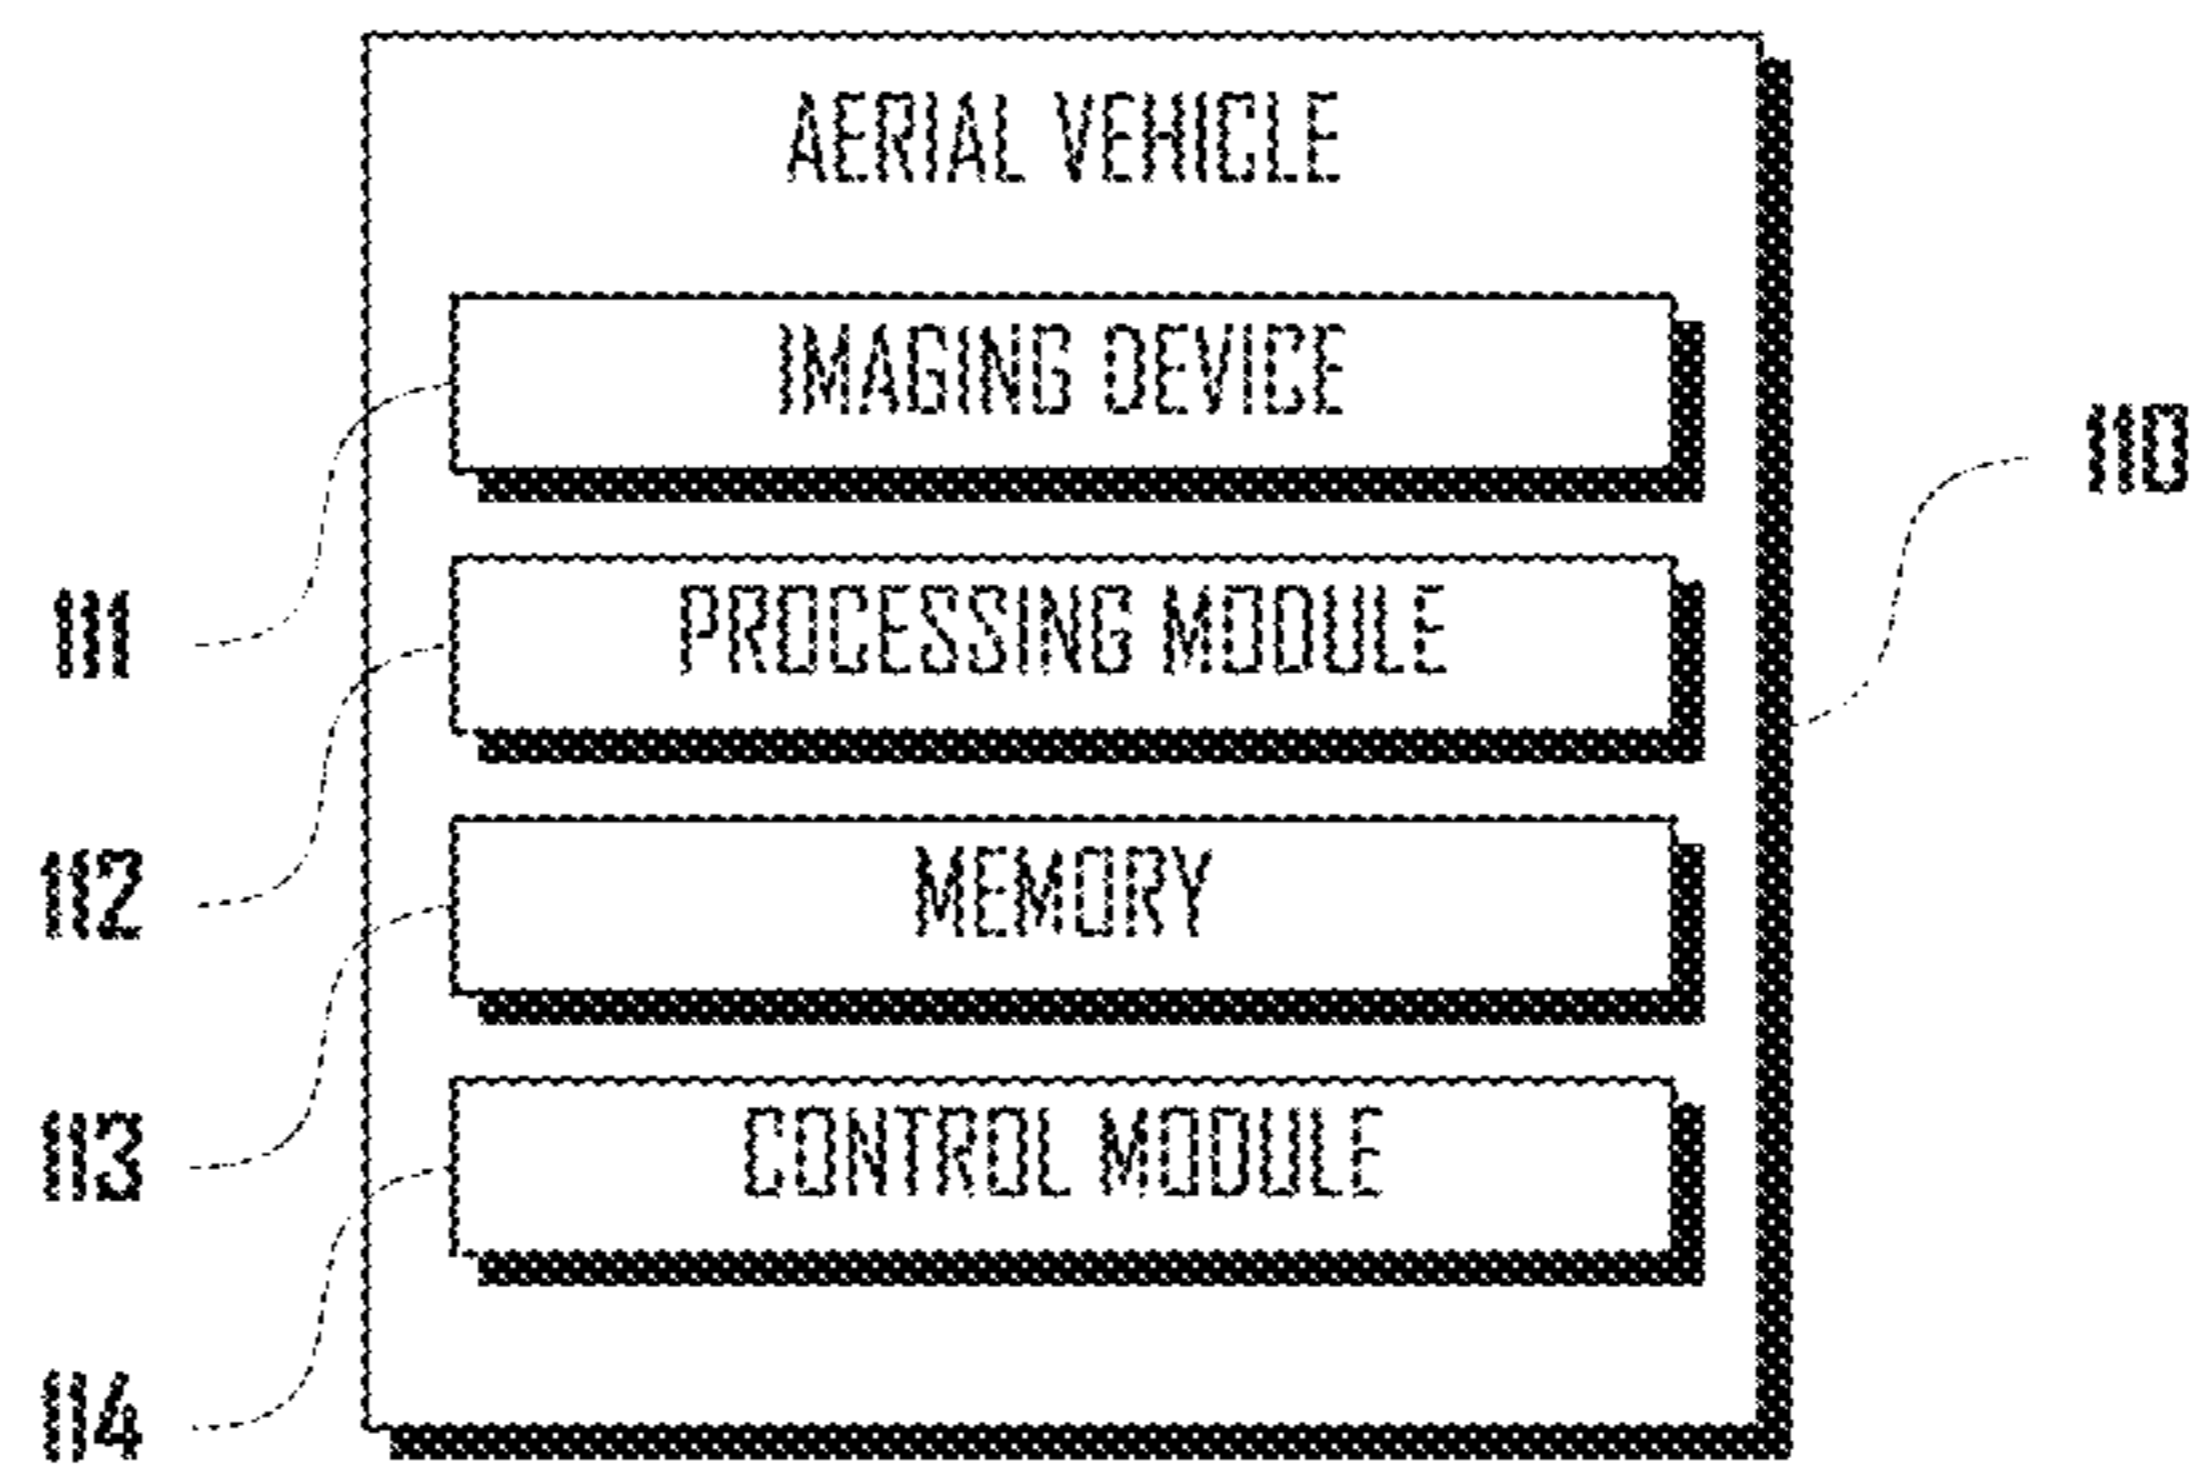 AERIAL VEHICLE
IMAGING DEVICE
110
PROCESSING MODULE
111
MEMORY
112
CONTROL MODULE
113
114